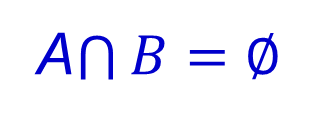 A∩ B = ∅